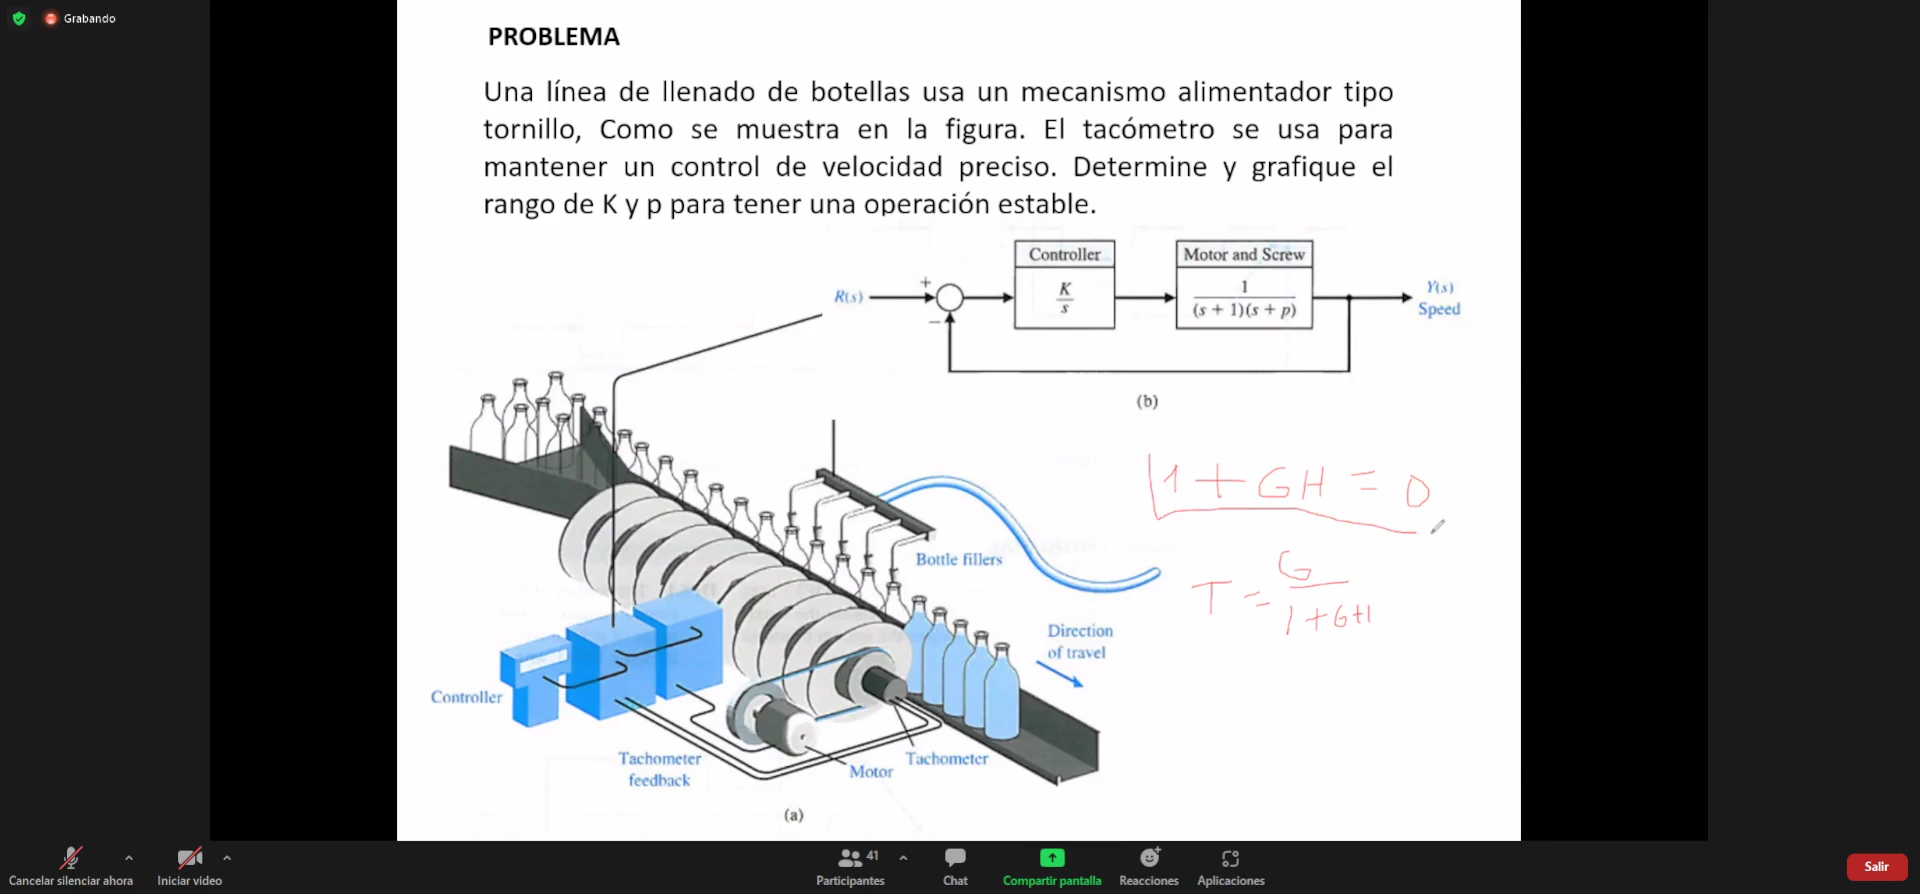 Grabando
PROBLEMA
Una línea de llenado de botellas usa un mecanismo alimentador tipo
tornillo, Como se muestra en la figura. El tacómetro se usa para
mantener un control de velocidad preciso. Determine y grafique el
rango de K y p para tener una operación estable.
Controller
Motor and Screw
R(s)
+
−
K
s
1
(s + 1)(s + p)
Y(s)
Speed
(b)
1 + GH = 0
T = G
1 + GH
Bottle fillers
Direction
of travel
Controller
Tachometer
feedback
Motor
Tachometer
(a)
Cancelar silenciar ahora
Iniciar video
41
Participantes
Chat
Compartir pantalla
Reacciones
Aplicaciones
Salir